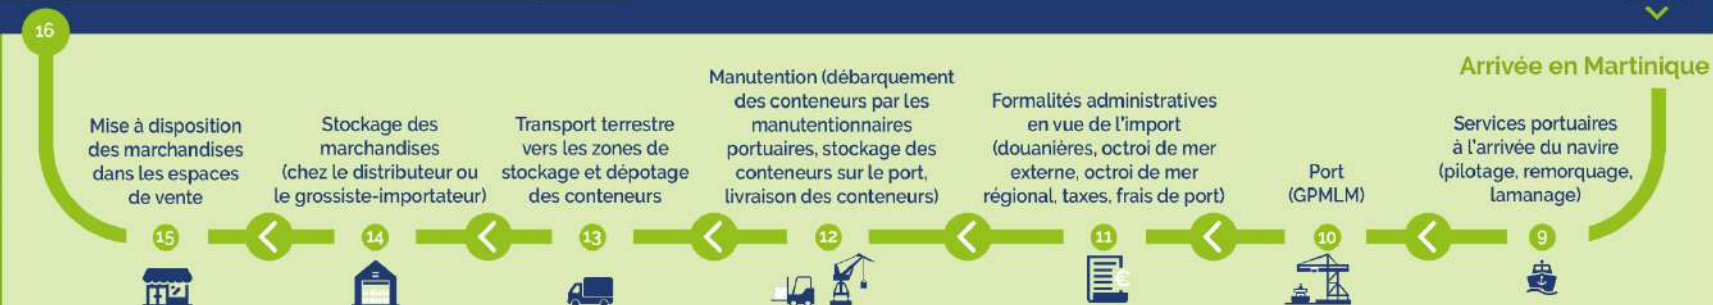 16
Arrivée en Martinique
Mise à disposition
des marchandises
dans les espaces
de vente
15
Stockage des
marchandises
(chez le distributeur ou
le grossiste-importateur)
14
Transport terrestre
vers les zones de
stockage et dépotage
des conteneurs
13
Manutention (débarquement
des conteneurs par les
manutentionnaires
portuaires, stockage des
conteneurs sur le port,
livraison des conteneurs)
12
Formalités administratives
en vue de l'import
(douanières, octroi de mer
externe, octroi de mer
régional, taxes, frais de port)
11
Port
(GPMLM)
10
Services portuaires
à l'arrivée du navire
(pilotage, remorquage,
lamanage)
9
€